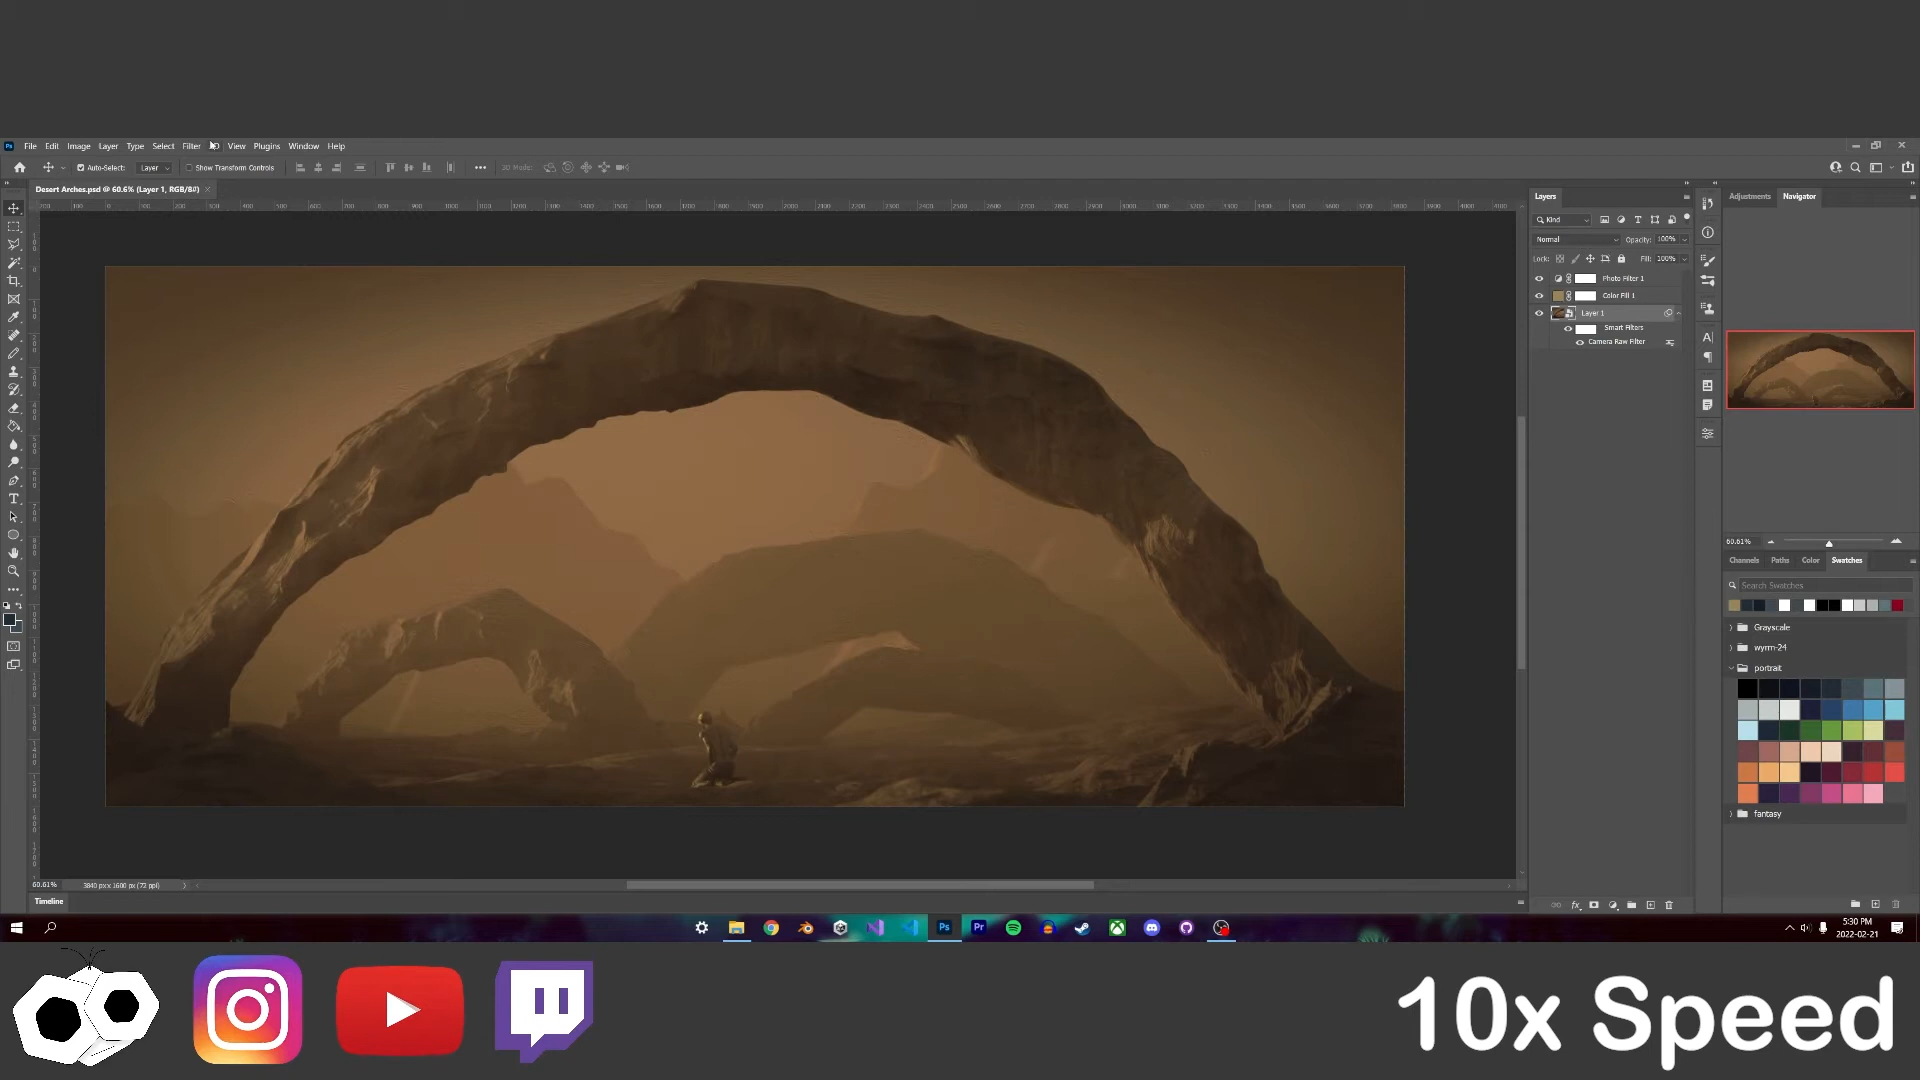 File Edit Image Layer Type Select Filter 3D View Plugins Window Help
Auto-Select: Layer Show Transform Controls 3D Mode:
Desert Arches.psd @ 60.6% (Layer 1, RGB/8#)
Layers
Kind
Normal Opacity: 100%
Lock: Fill: 100%
Photo Filter 1
Color Fill 1
Layer 1
Smart Filters
Camera Raw Filter
Adjustments Navigator
60.61%
Channels Paths Color Swatches
Search Swatches
Grayscale
wyrm-24
portrait
fantasy
60.61% 3840 px x 1600 px (72 ppi)
Timeline
5:30 PM
2022-02-21
10x Speed